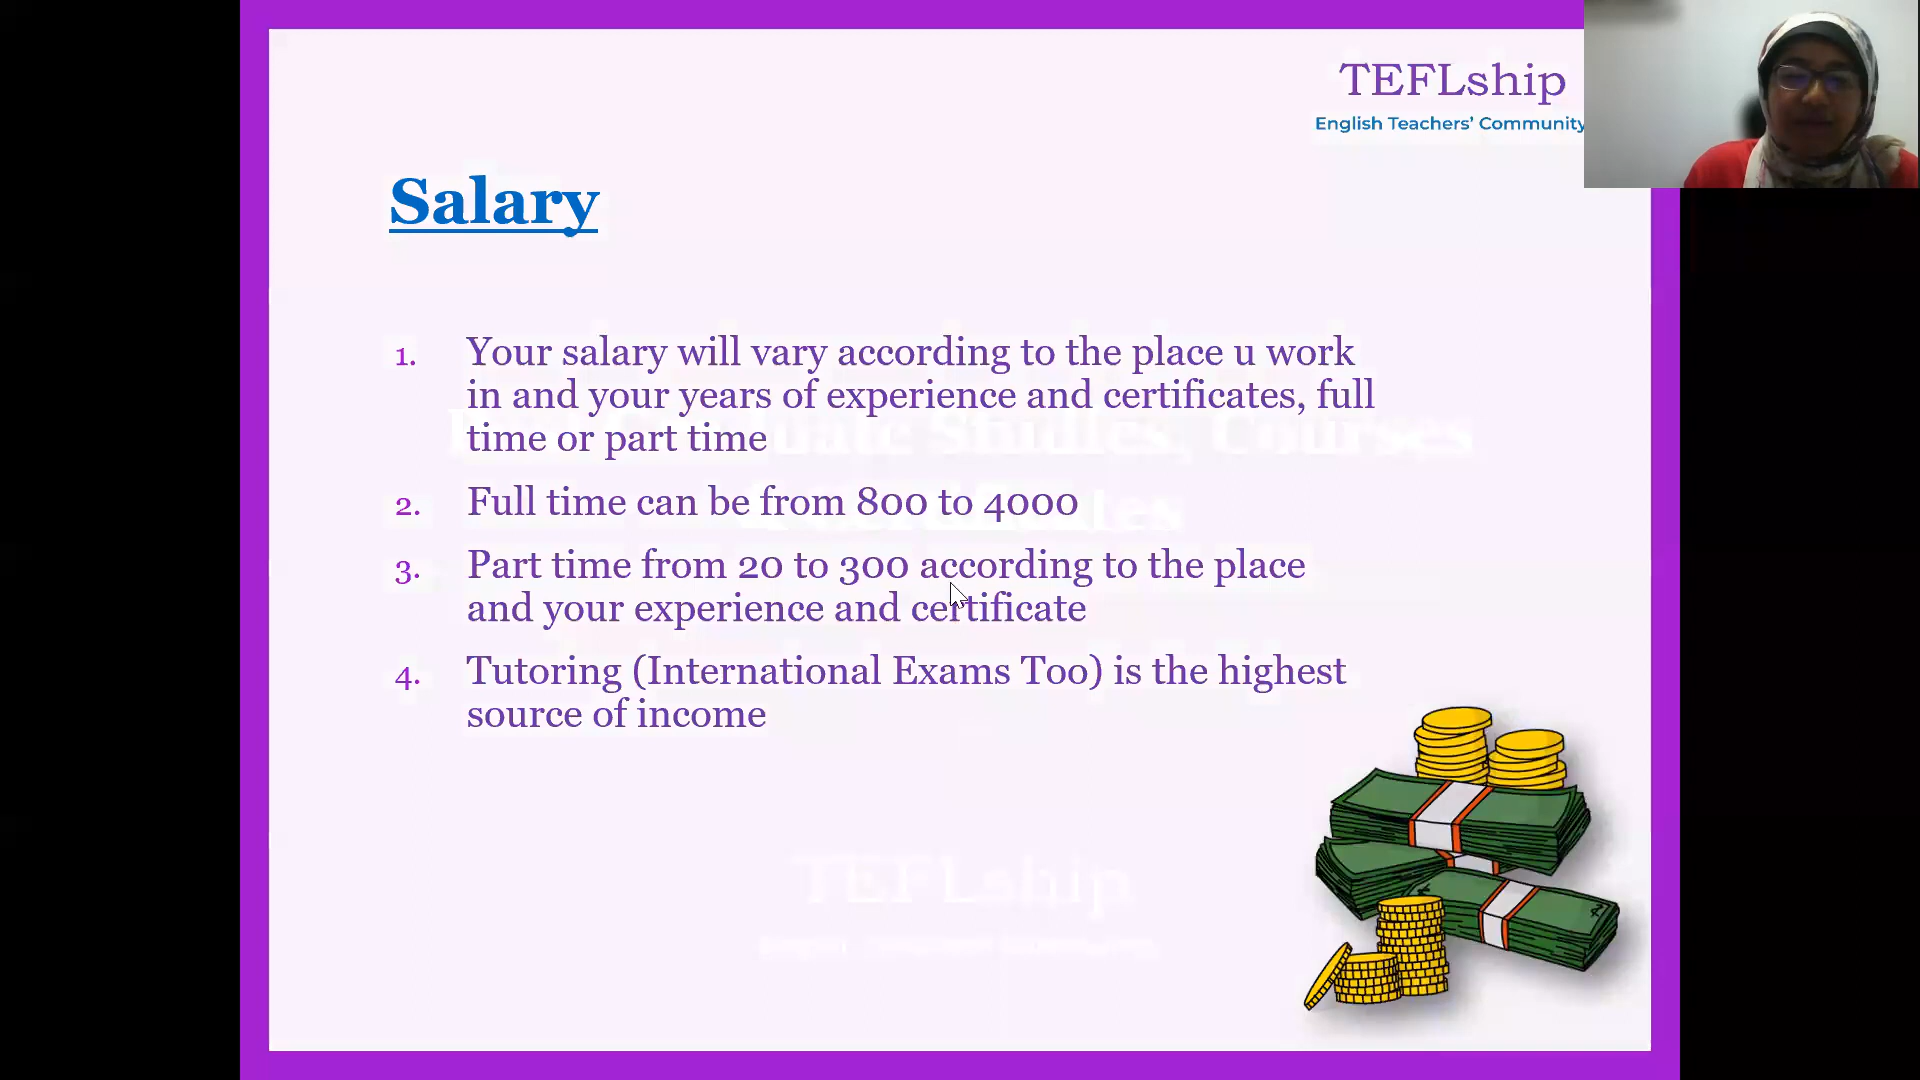 TEFLship
English Teachers' Community
Salary
1. Your salary will vary according to the place u work
in and your years of experience and certificates, full
time or part time
2. Full time can be from 800 to 4000
3. Part time from 20 to 300 according to the place
and your experience and certificate
4. Tutoring (International Exams Too) is the highest
source of income
TEFLship